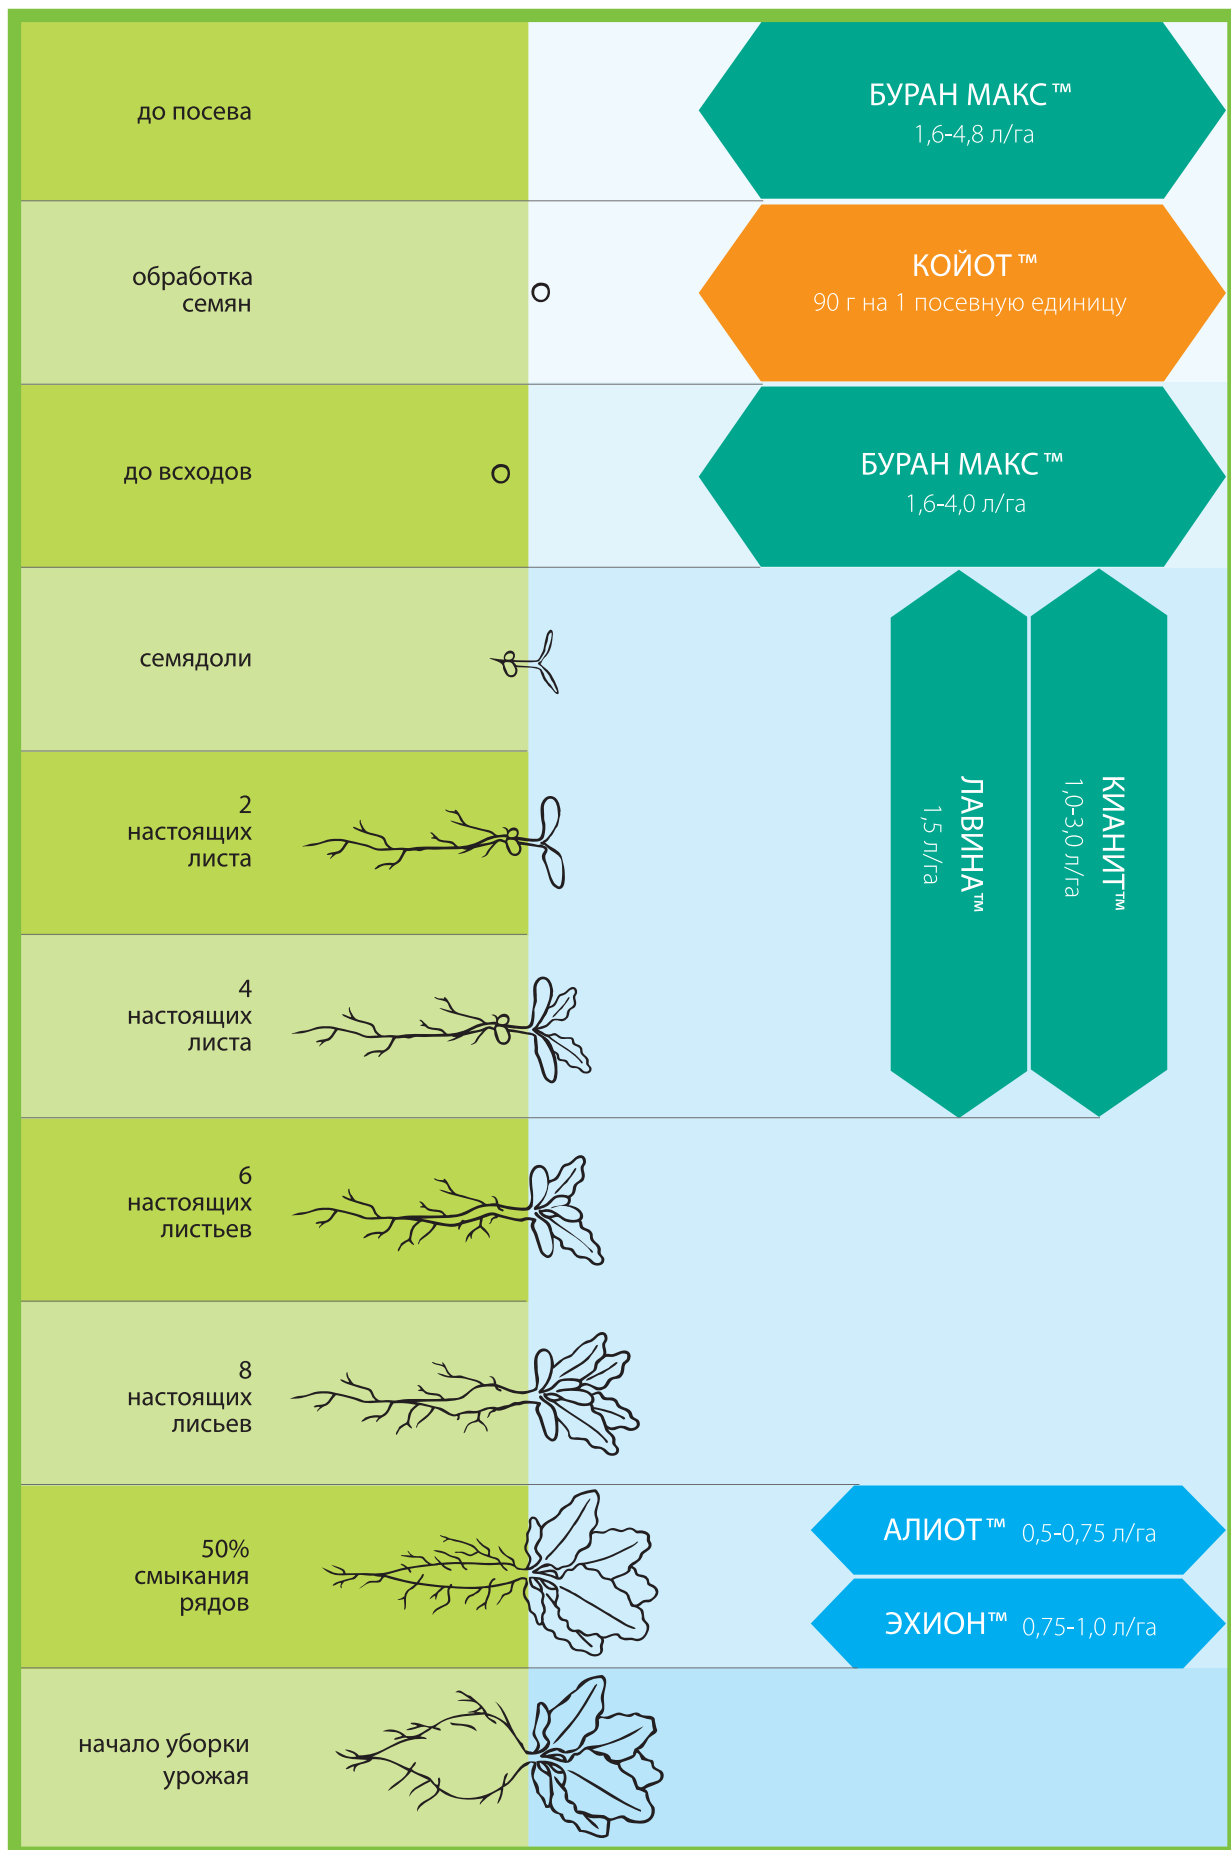 до посева
БУРАН МАКС™
1,6-4,8 л/га
обработка
семян
КОЙОТ™
90 г на 1 посевную единицу
до всходов
БУРАН МАКС™
1,6-4,0 л/га
семядоли
2
настоящих
листа
ЛАВИНА™
1,5 л/га
КИАНИТ™
1,0-3,0 л/га
4
настоящих
листа
6
настоящих
листьев
8
настоящих
лисьев
50%
смыкания
рядов
АЛИОТ™ 0,5-0,75 л/га
ЭХИОН™ 0,75-1,0 л/га
начало уборки
урожая